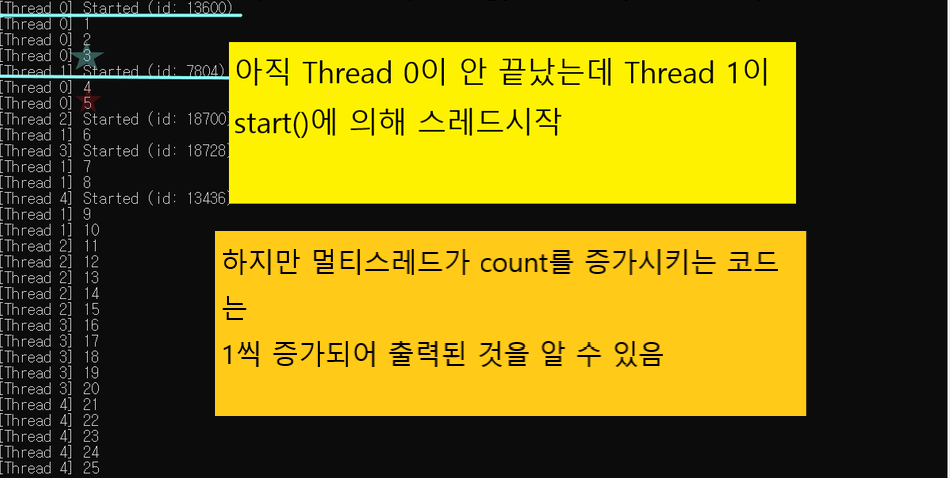 [Thread 0] Started (id: 13600)
[Thread 0] 1
[Thread 0] 2
[Thread 0] 3
[Thread 1] Started (id: 7804)
[Thread 0] 4
[Thread 0] 5
[Thread 2] Started (id: 18700)
[Thread 1] 6
[Thread 3] Started (id: 18728)
[Thread 1] 7
[Thread 1] 8
[Thread 4] Started (id: 13436)
[Thread 1] 9
[Thread 1] 10
[Thread 2] 11
[Thread 2] 12
[Thread 2] 13
[Thread 2] 14
[Thread 2] 15
[Thread 3] 16
[Thread 3] 17
[Thread 3] 18
[Thread 3] 19
[Thread 3] 20
[Thread 4] 21
[Thread 4] 22
[Thread 4] 23
[Thread 4] 24
[Thread 4] 25
아직 Thread 0이 안 끝났는데 Thread 1이
start()에 의해 스레드시작
하지만 멀티스레드가 count를 증가시키는 코드
는
1씩 증가되어 출력된 것을 알 수 있음